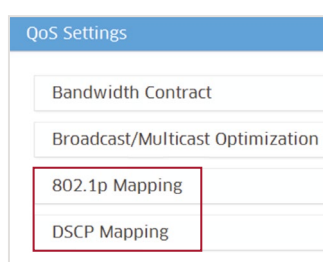 QoS Settings
Bandwidth Contract
Broadcast/Multicast Optimization
802.1p Mapping
DSCP Mapping